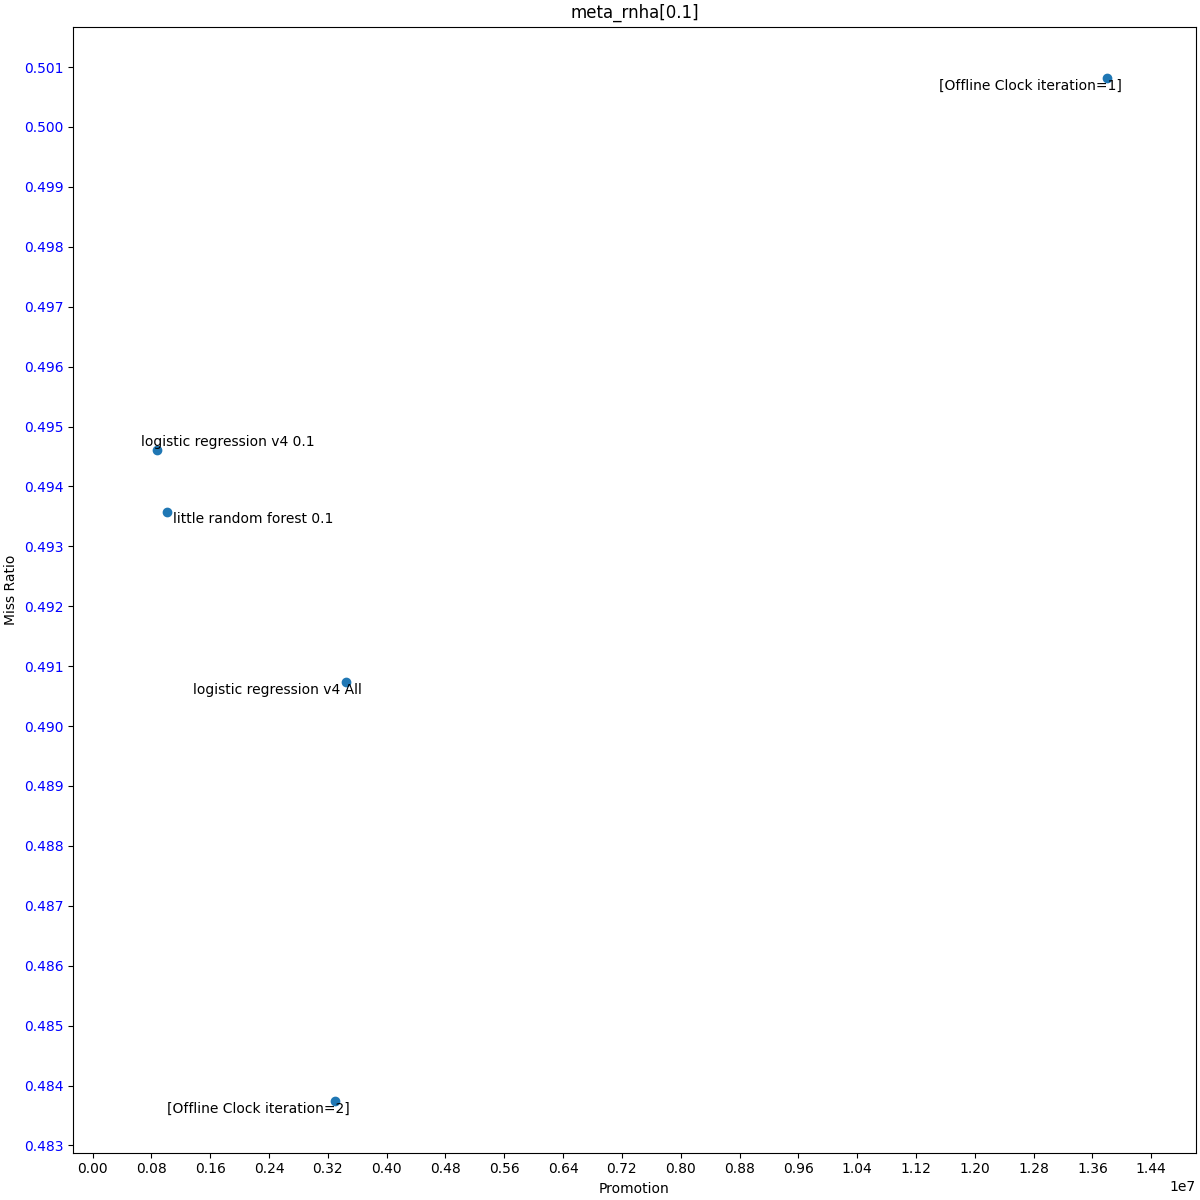 meta_rnha[0.1]
0.501
[Offline Clock iteration=1]
0.500
0.499
0.498
0.497
0.496
0.495
logistic regression v4 0.1
0.494
little random forest 0.1
0.493
Miss Ratio
0.492
0.491
logistic regression v4 All
0.490
0.489
0.488
0.487
0.486
0.485
0.484
[Offline Clock iteration=2]
0.483
0.00 0.08 0.16 0.24 0.32 0.40 0.48 0.56 0.64 0.72 0.80 0.88 0.96 1.04 1.12 1.20 1.28 1.36 1.44
Promotion
1e7